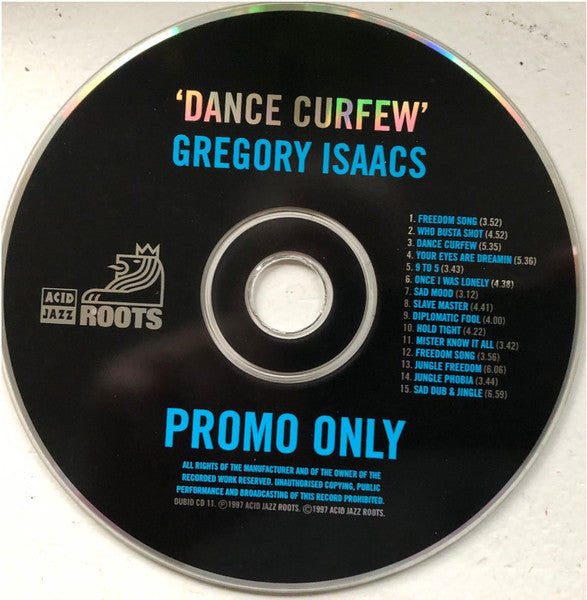 'DANCE CURFEW'
GREGORY ISAACS
1. FREEDOM SONG (3.52)
2. WHO BUSTA SHOT (4.52)
3. DANCE CURFEW (5.35)
4. YOUR EYES ARE DREAMIN (5.36)
5. 9 TO 5 (3.43)
6. ONCE I WAS LONELY (4.38)
7. SAD MOOD (3.12)
8. SLAVE MASTER (4.41)
9. DIPLOMATIC FOOL (4.00)
10. HOLD TIGHT (4.22)
11. MISTER KNOW IT ALL (3.42)
12. FREEDOM SONG (3.56)
13. JUNGLE FREEDOM (6.06)
14. JUNGLE PHOBIA (3.44)
15. SAD DUB & JINGLE (6.59)
ACID
JAZZ ROOTS
PROMO ONLY
ALL RIGHTS OF THE MANUFACTURER AND OF THE OWNER OF THE
RECORDED WORK RESERVED. UNAUTHORISED COPYING, PUBLIC
PERFORMANCE AND BROADCASTING OF THIS RECORD PROHIBITED.
DUBID CD 11. ℗1997 ACID JAZZ ROOTS. ©1997 ACID JAZZ ROOTS.